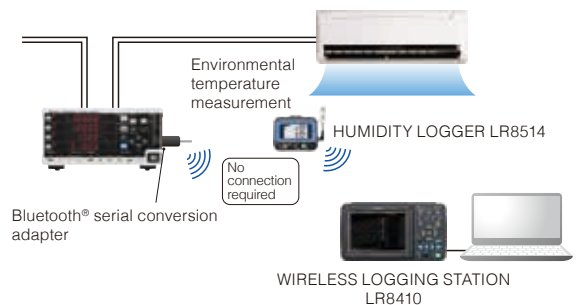 Environmental
temperature
measurement
HUMIDITY LOGGER LR8514
No
connection
required
Bluetooth® serial conversion
adapter
WIRELESS LOGGING STATION
LR8410